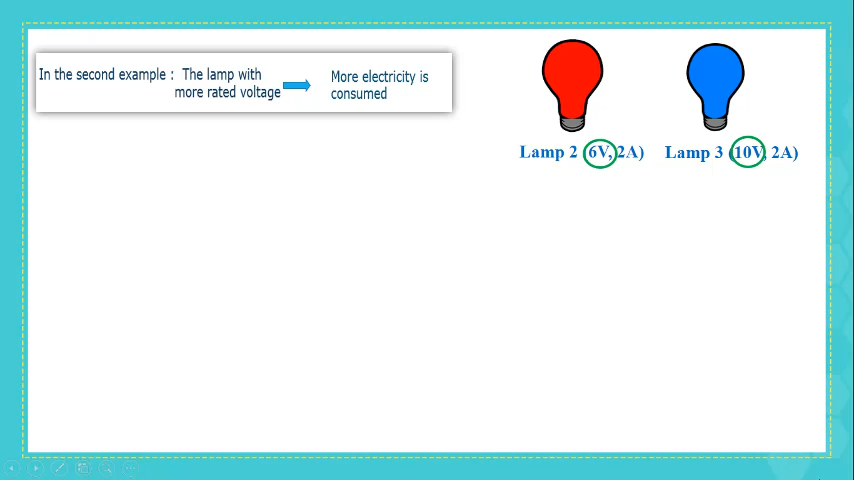 In the second example : The lamp with
more rated voltage
More electricity is
consumed
Lamp 2 (6V, 2A)
Lamp 3 (10V, 2A)